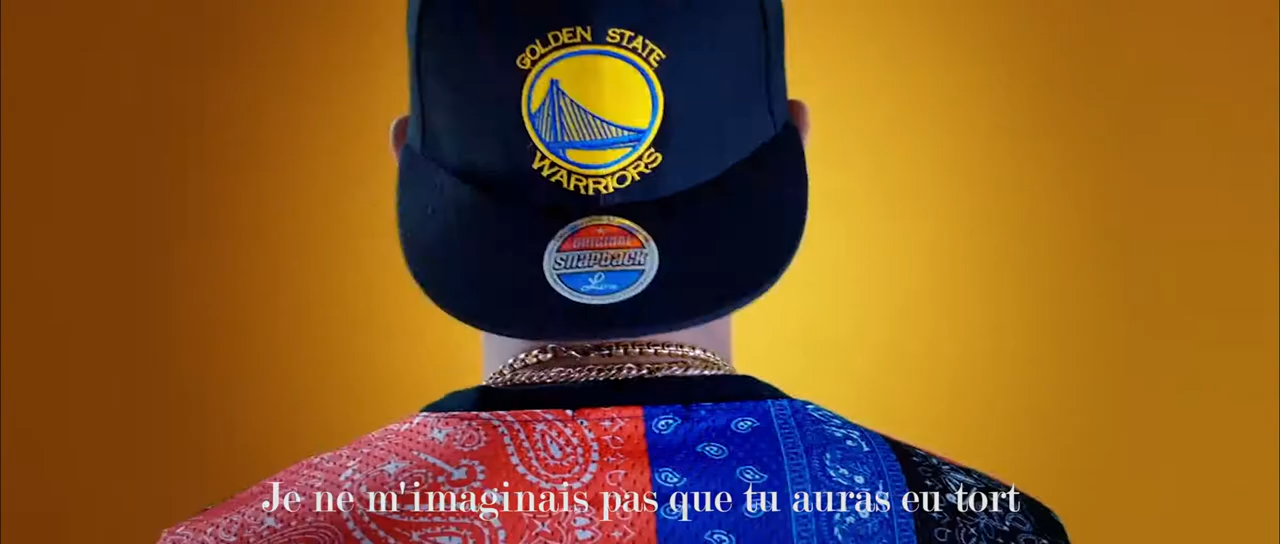 GOLDEN STATE
WARRIORS
ORIGINAL
Snapback
Je ne m'imaginais pas que tu auras eu tort